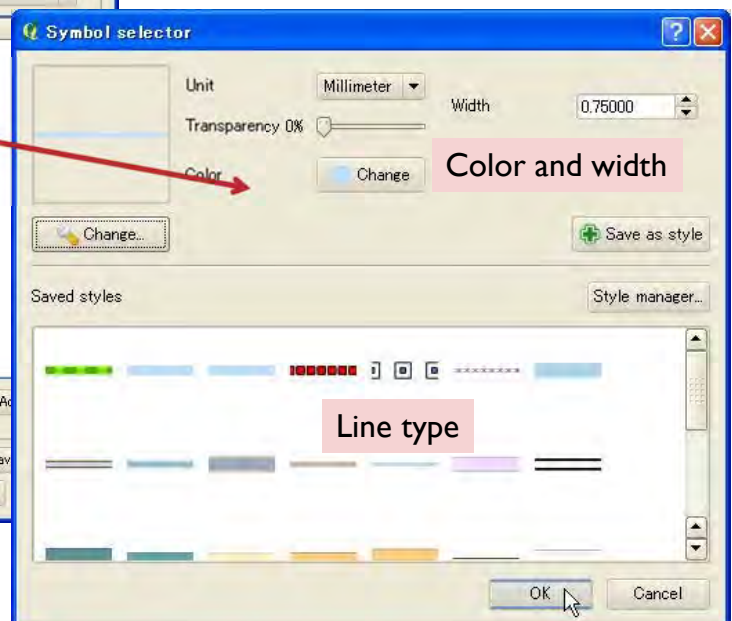 Symbol selector
Unit Millimeter Width 0.75000
Transparency 0%
Color Change Color and width
Change... Save as style
Saved styles Style manager...
Line type
OK Cancel